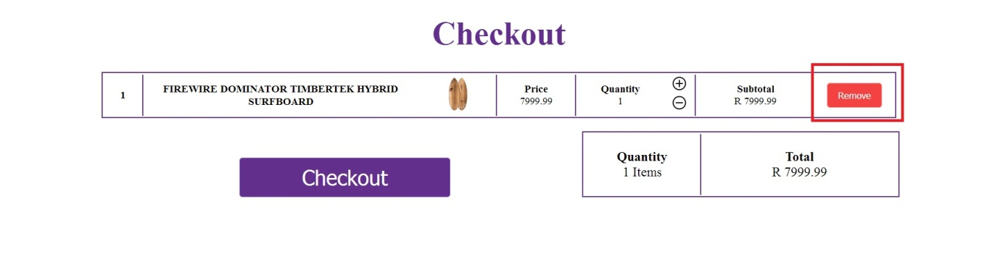 Checkout
1
FIREWIRE DOMINATOR TIMBERTEK HYBRID
SURFBOARD
Price
7999.99
Quantity
1
Subtotal
R 7999.99
Remove
Checkout
Quantity
1 Items
Total
R 7999.99